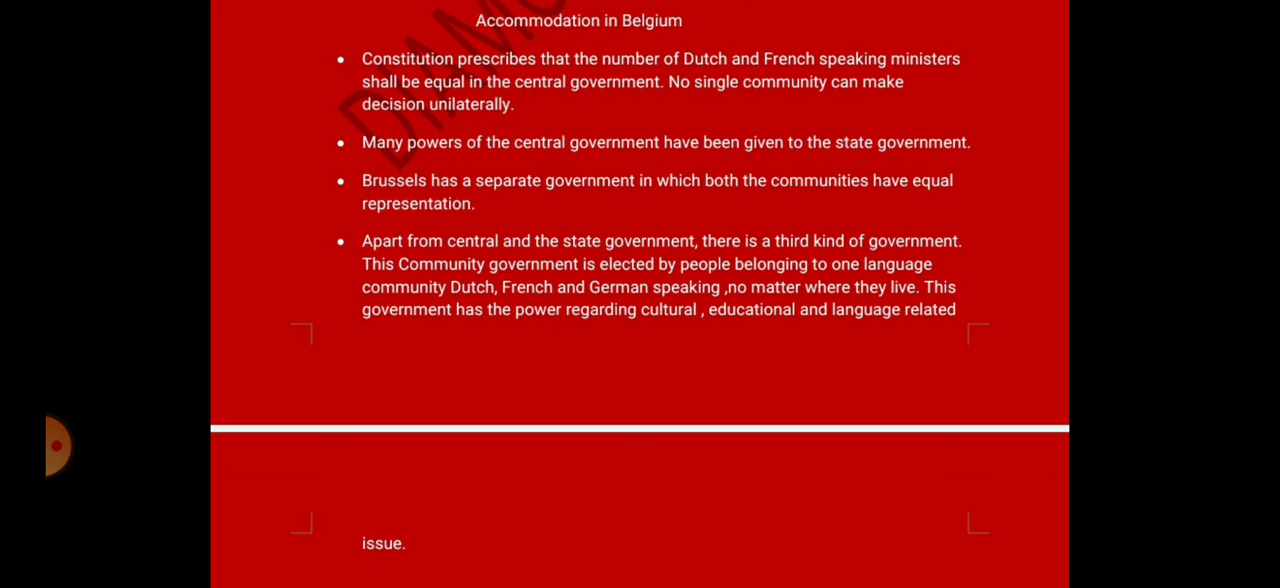 Accommodation in Belgium
• Constitution prescribes that the number of Dutch and French speaking ministers
shall be equal in the central government. No single community can make
decision unilaterally.
• Many powers of the central government have been given to the state government.
• Brussels has a separate government in which both the communities have equal
representation.
• Apart from central and the state government, there is a third kind of government.
This Community government is elected by people belonging to one language
community Dutch, French and German speaking ,no matter where they live. This
government has the power regarding cultural , educational and language related
issue.